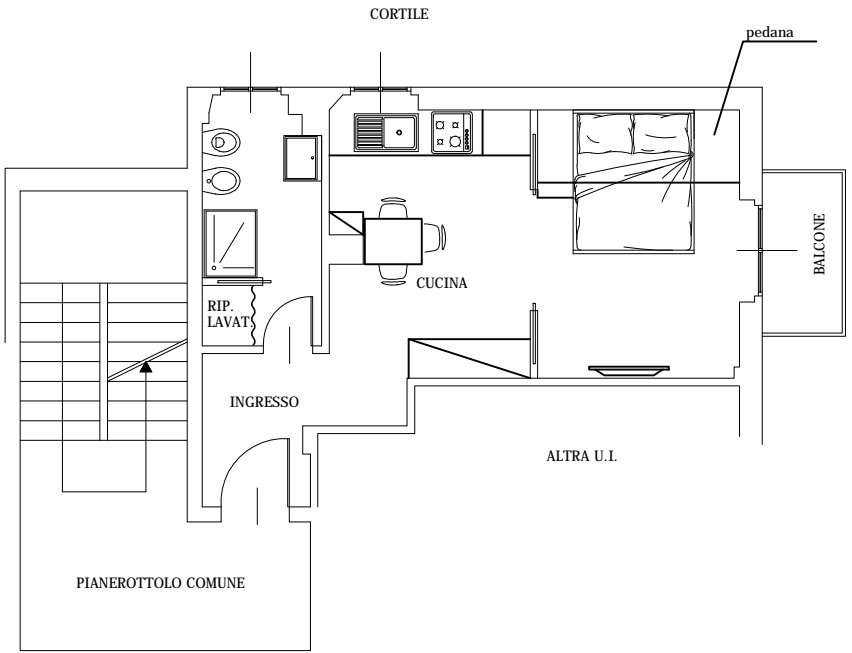 CORTILE
pedana
BALCONE
CUCINA
RIP.
LAVAT.
INGRESSO
ALTRA U.I.
PIANEROTTOLO COMUNE